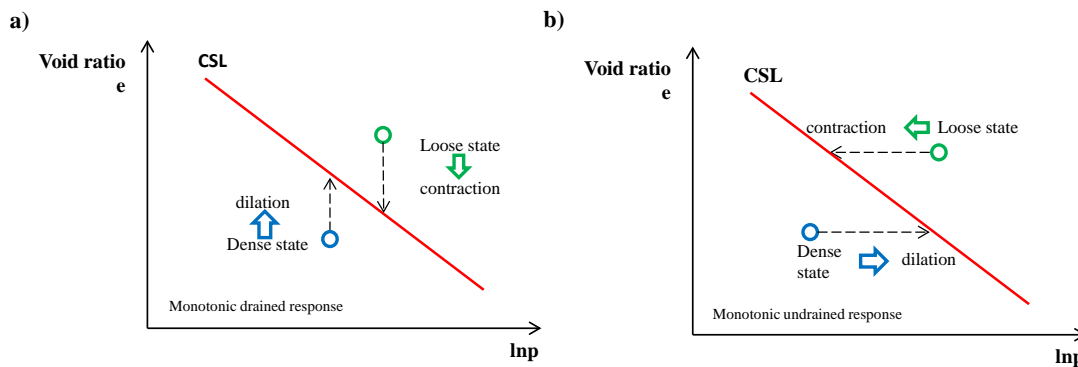 a)
Void ratio
e
CSL
Loose state
contraction
dilation
Dense state
Monotonic drained response
lnp
b)
Void ratio
e
CSL
contraction
Loose state
Dense
state
dilation
Monotonic undrained response
lnp